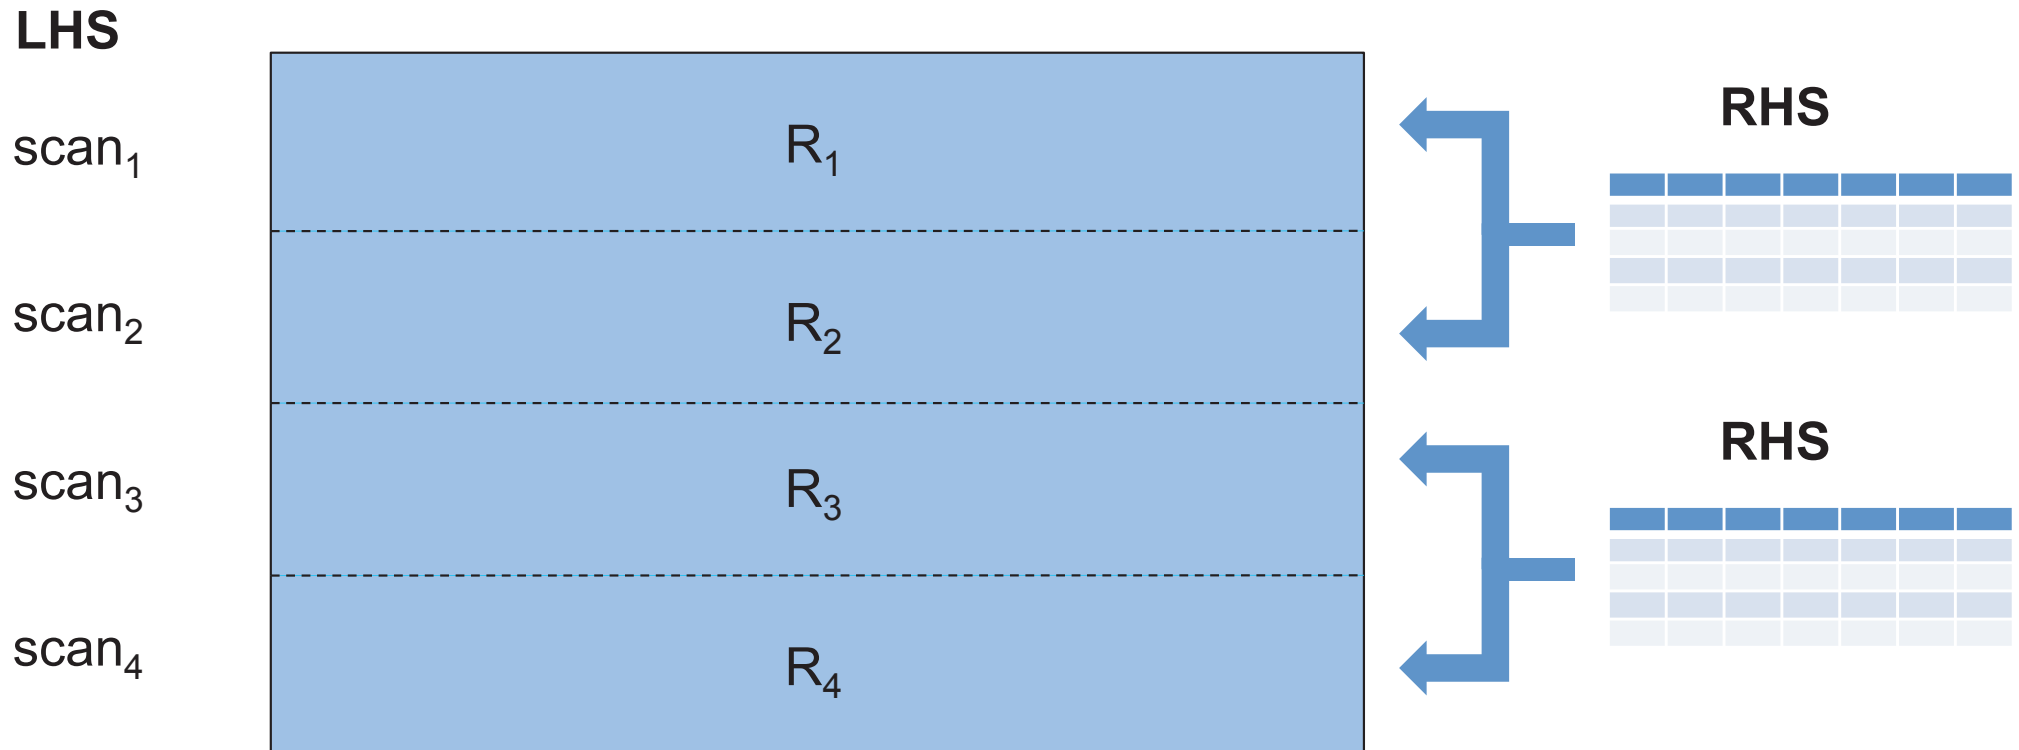 LHS
RHS
scan₁ R₁
scan₂ R₂
RHS
scan₃ R₃
scan₄ R₄